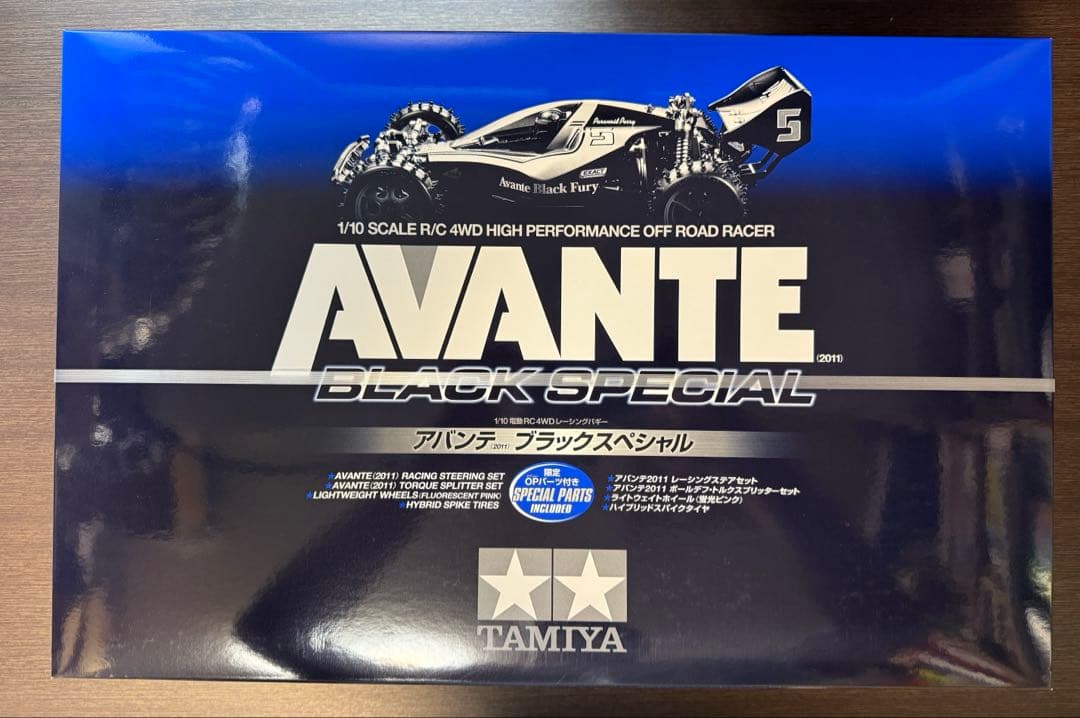 5
Paranoid Perry
5
EXACT
Avante Black Fury
1/10 SCALE R/C 4WD HIGH PERFORMANCE OFF ROAD RACER
AVANTE
(2011)
BLACK SPECIAL
1/10 電動RC 4WDレーシングバギー
アバンテ(2011) ブラックスペシャル
★AVANTE(2011) RACING STEERING SET
★AVANTE(2011) TORQUE SPLITTER SET
★LIGHTWEIGHT WHEELS (FLUORESCENT PINK)
★HYBRID SPIKE TIRES
限定
OPパーツ付き
SPECIAL PARTS
INCLUDED
★アバンテ2011 レーシングステアセット
★アバンテ2011 ボールデフ・トルクスプリッターセット
★ライトウェイトホイール(蛍光ピンク)
★ハイブリッドスパイクタイヤ
TAMIYA